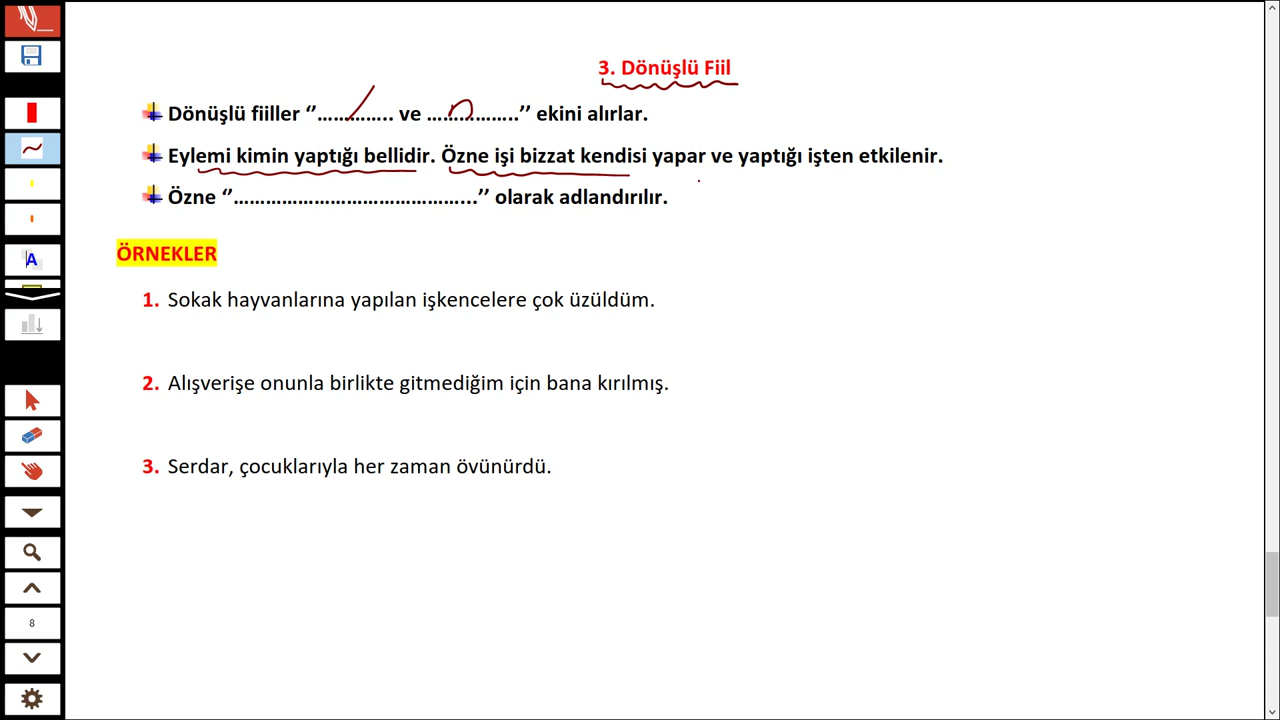 3. Dönüşlü Fiil
Dönüşlü fiiller ‘’…………l.. ve ……n………..’’ ekini alırlar.
Eylemi kimin yaptığı bellidir. Özne işi bizzat kendisi yapar ve yaptığı işten etkilenir.
Özne ‘’……………………………………...’’ olarak adlandırılır.
ÖRNEKLER
1. Sokak hayvanlarına yapılan işkencelere çok üzüldüm.
2. Alışverişe onunla birlikte gitmediğim için bana kırılmış.
3. Serdar, çocuklarıyla her zaman övünürdü.
A
8